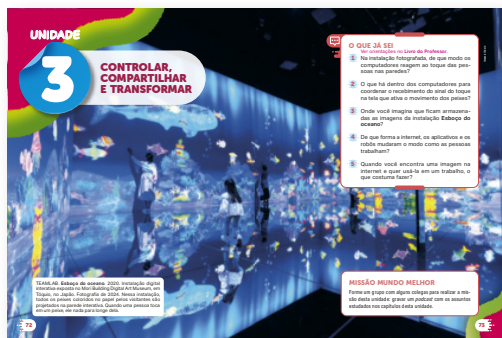 UNIDADE
3
CONTROLAR,
COMPARTILHAR
E TRANSFORMAR
TEAMLAB. Esboço do oceano. 2020. Instalação digital
interativa exposta no Mori Building Digital Art Museum, em
Tóquio, no Japão. Fotografia de 2024. Nessa instalação,
todos os peixes coloridos no papel pelos visitantes são
projetados na parede interativa. Quando uma pessoa toca
em um peixe, ele nada para longe dela.
72
O QUE JÁ SEI
Ver orientações no Livro do Professor.
1 Na instalação fotografada, de que modo os
computadores reagem ao toque das pes-
soas nas paredes?
2 O que há dentro dos computadores para
coordenar o recebimento do sinal do toque
na tela que ativa o movimento dos peixes?
3 Onde você imagina que ficam armazena-
das as imagens da instalação Esboço do
oceano?
4 De que forma a internet, os aplicativos e os
robôs mudaram o modo como as pessoas
trabalham?
5 Quando você encontra uma imagem na
internet e quer usá-la em um trabalho, o
que costuma fazer?
MISSÃO MUNDO MELHOR
Forme um grupo com alguns colegas para realizar a mis-
são desta unidade: gravar um podcast com os assuntos
estudados nos capítulos desta unidade.
73